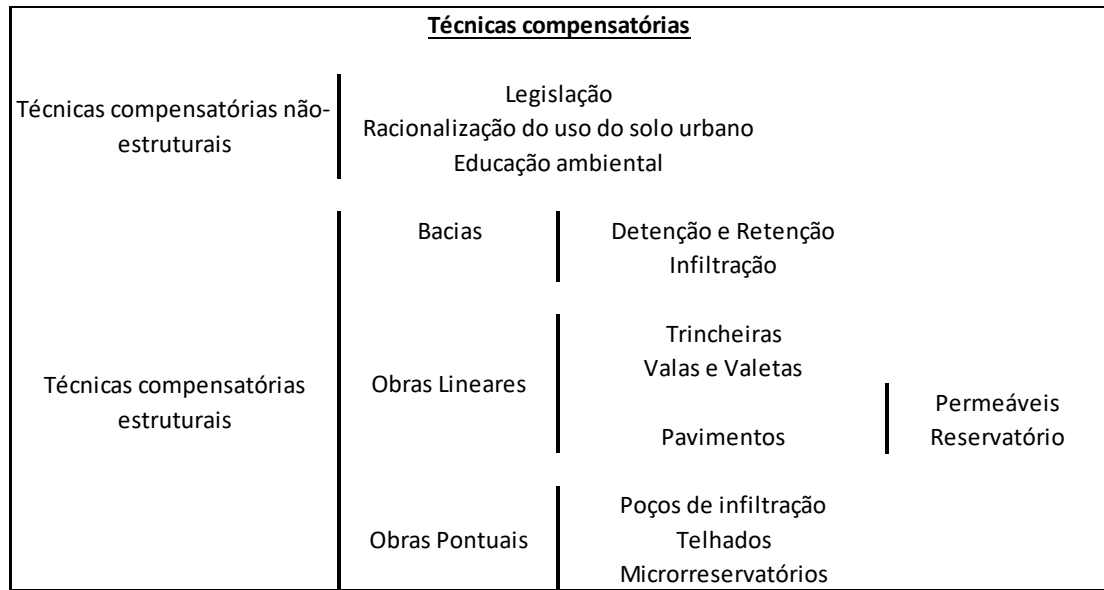 Técnicas compensatórias
Técnicas compensatórias não-
estruturais
Legislação
Racionalização do uso do solo urbano
Educação ambiental
Técnicas compensatórias
estruturais
Bacias
Detenção e Retenção
Infiltração
Obras Lineares
Trincheiras
Valas e Valetas
Pavimentos
Permeáveis
Reservatório
Obras Pontuais
Poços de infiltração
Telhados
Microrreservatórios